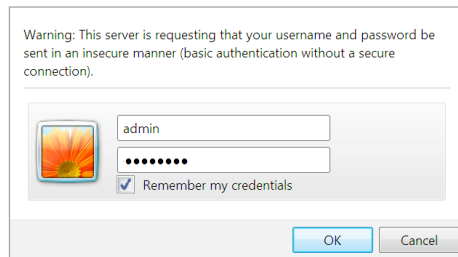 Warning: This server is requesting that your username and password be
sent in an insecure manner (basic authentication without a secure
connection).
admin
••••••••
Remember my credentials
OK
Cancel